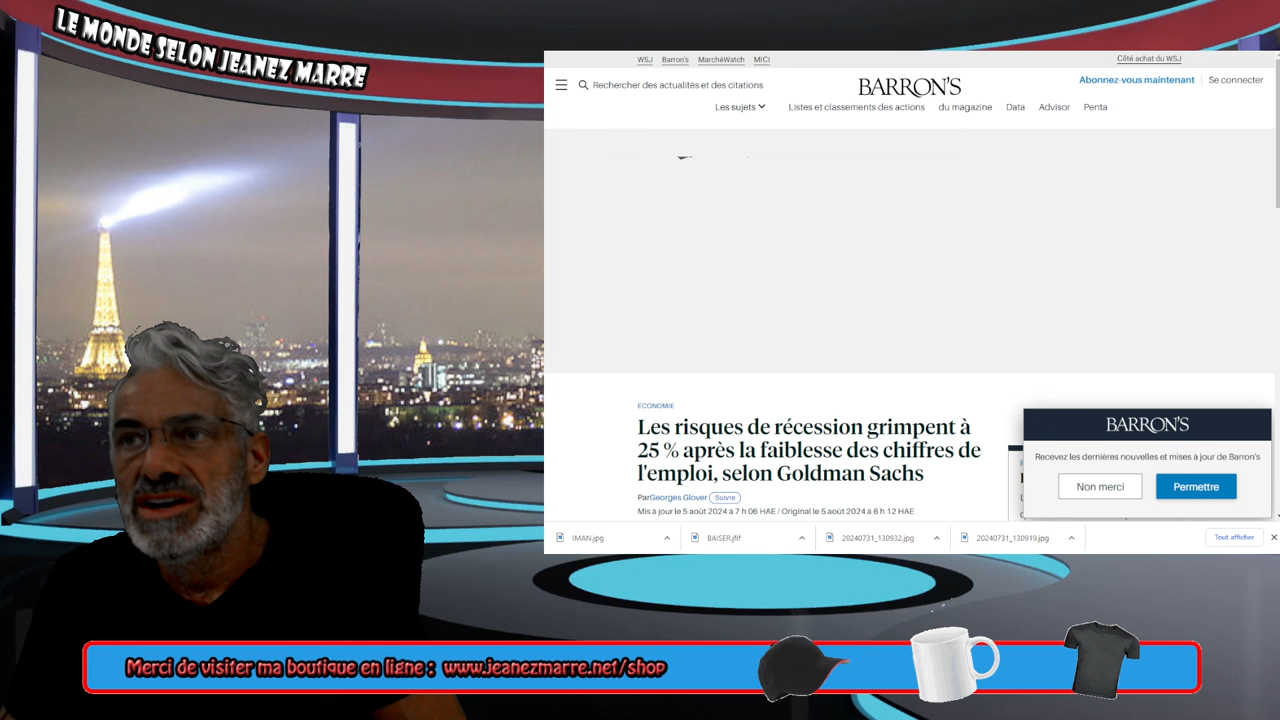 LE MONDE SELON JEANEZ MARRE
WSJ Barron's MarchéWatch MICI
Côté achat du WSJ
Rechercher des actualités et des citations
BARRON'S
Abonnez-vous maintenant Se connecter
Les sujets Listes et classements des actions du magazine Data Advisor Penta
ECONOMIE
Les risques de récession grimpent à
25 % après la faiblesse des chiffres de
l'emploi, selon Goldman Sachs
ParGeorges Glover Suivre
Mis à jour le 5 août 2024 à 7 h 06 HAE / Original le 5 août 2024 à 6 h 12 HAE
BARRON'S
Recevez les dernières nouvelles et mises à jour de Barron's
Non merci Permettre
IMAN.jpg BAISER.jfif 20240731_130932.jpg 20240731_130919.jpg Tout afficher
Merci de visiter ma boutique en ligne : www.jeanezmarre.net/shop